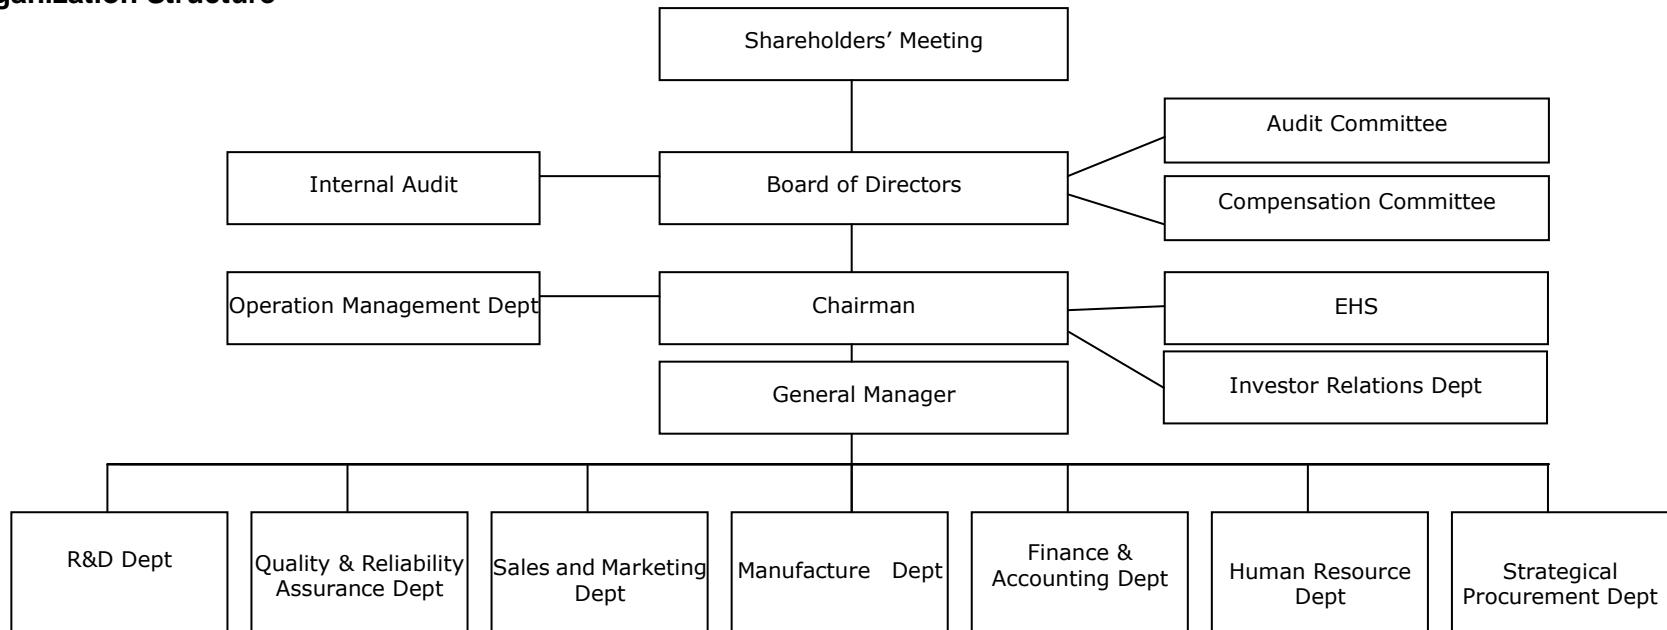 ganization Structure
Shareholders’ Meeting
Audit Committee
Internal Audit
Board of Directors
Compensation Committee
Operation Management Dept
Chairman
EHS
General Manager
Investor Relations Dept
R&D Dept
Quality & Reliability
Assurance Dept
Sales and Marketing
Dept
Manufacture Dept
Finance &
Accounting Dept
Human Resource
Dept
Strategical
Procurement Dept